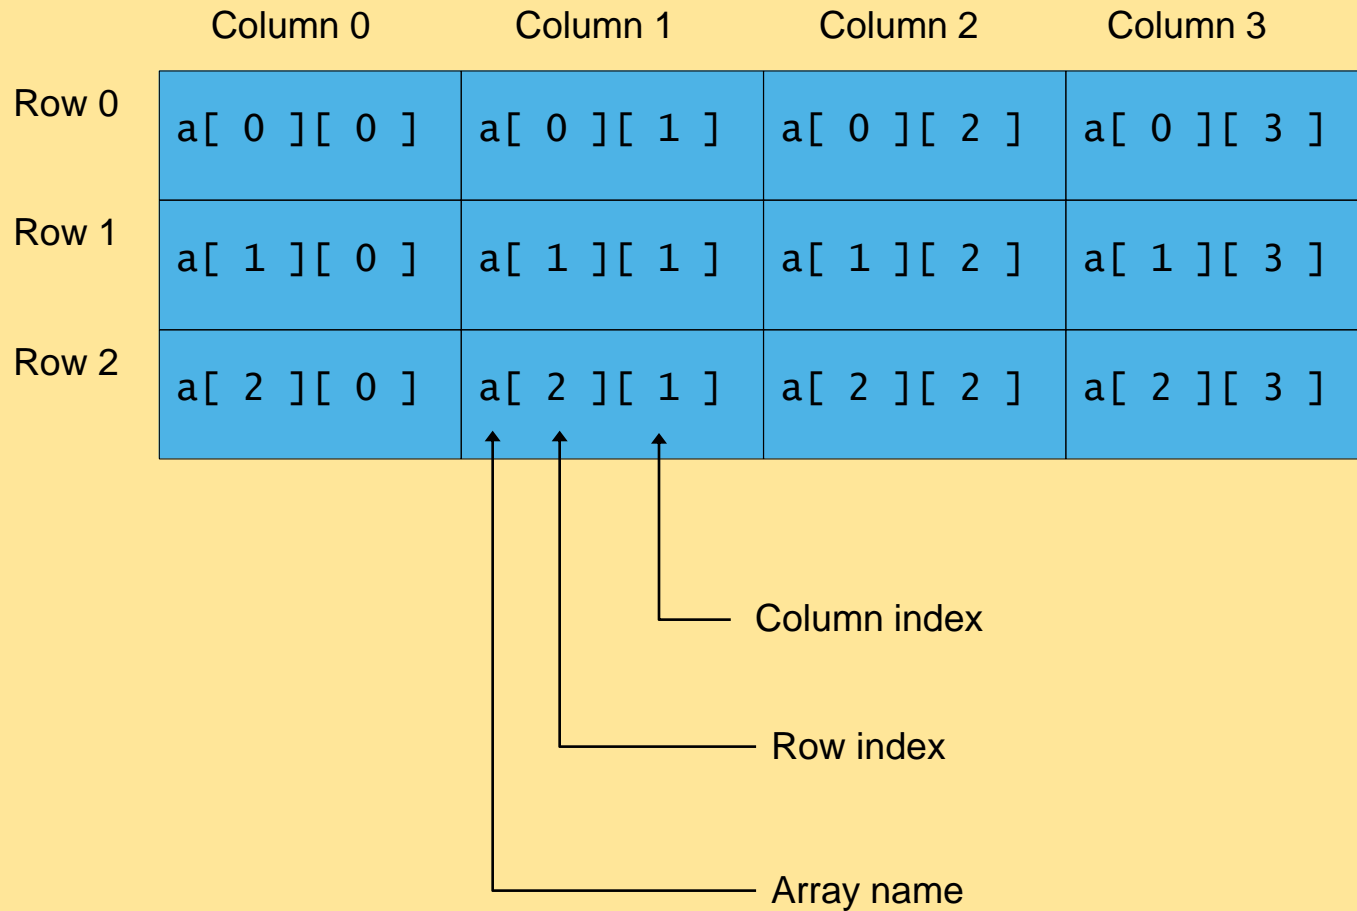 Column 0 Column 1 Column 2 Column 3
Row 0 a[ 0 ][ 0 ] a[ 0 ][ 1 ] a[ 0 ][ 2 ] a[ 0 ][ 3 ]
Row 1 a[ 1 ][ 0 ] a[ 1 ][ 1 ] a[ 1 ][ 2 ] a[ 1 ][ 3 ]
Row 2 a[ 2 ][ 0 ] a[ 2 ][ 1 ] a[ 2 ][ 2 ] a[ 2 ][ 3 ]
Column index
Row index
Array name